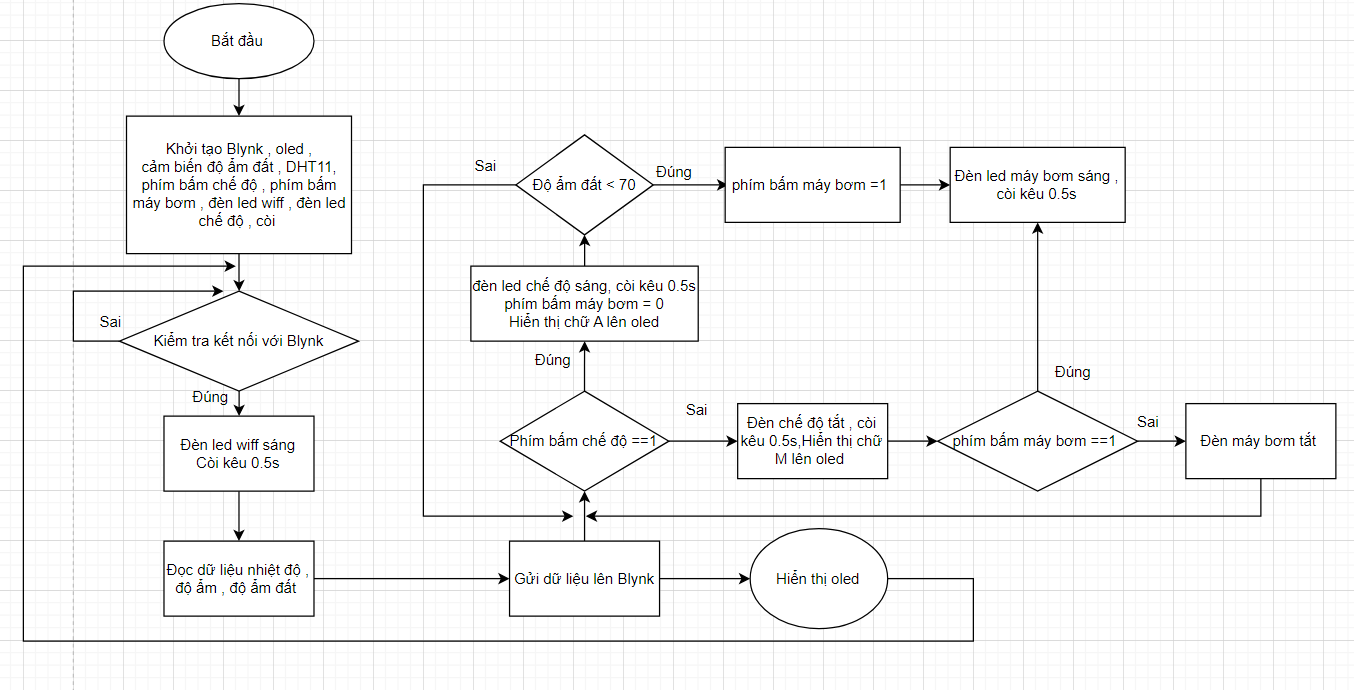 Bắt đầu
Khởi tạo Blynk , oled ,
cảm biến độ ẩm đất , DHT11,
phím bấm chế độ , phím bấm
máy bơm , đèn led wiff , đèn led
chế độ , còi
Sai
Kiểm tra kết nối với Blynk
Đúng
Đèn led wiff sáng
Còi kêu 0.5s
Đọc dữ liệu nhiệt độ ,
độ ẩm , độ ẩm đất
Gửi dữ liệu lên Blynk
Hiển thị oled
Phím bấm chế độ ==1
Đúng
đèn led chế độ sáng, còi kêu 0.5s
phím bấm máy bơm = 0
Hiển thị chữ A lên oled
Sai
Độ ẩm đất < 70
Đúng
phím bấm máy bơm =1
Đèn led máy bơm sáng ,
còi kêu 0.5s
Sai
Đèn chế độ tắt , còi
kêu 0.5s,Hiển thị chữ
M lên oled
phím bấm máy bơm ==1
Đúng
Sai
Đèn máy bơm tắt